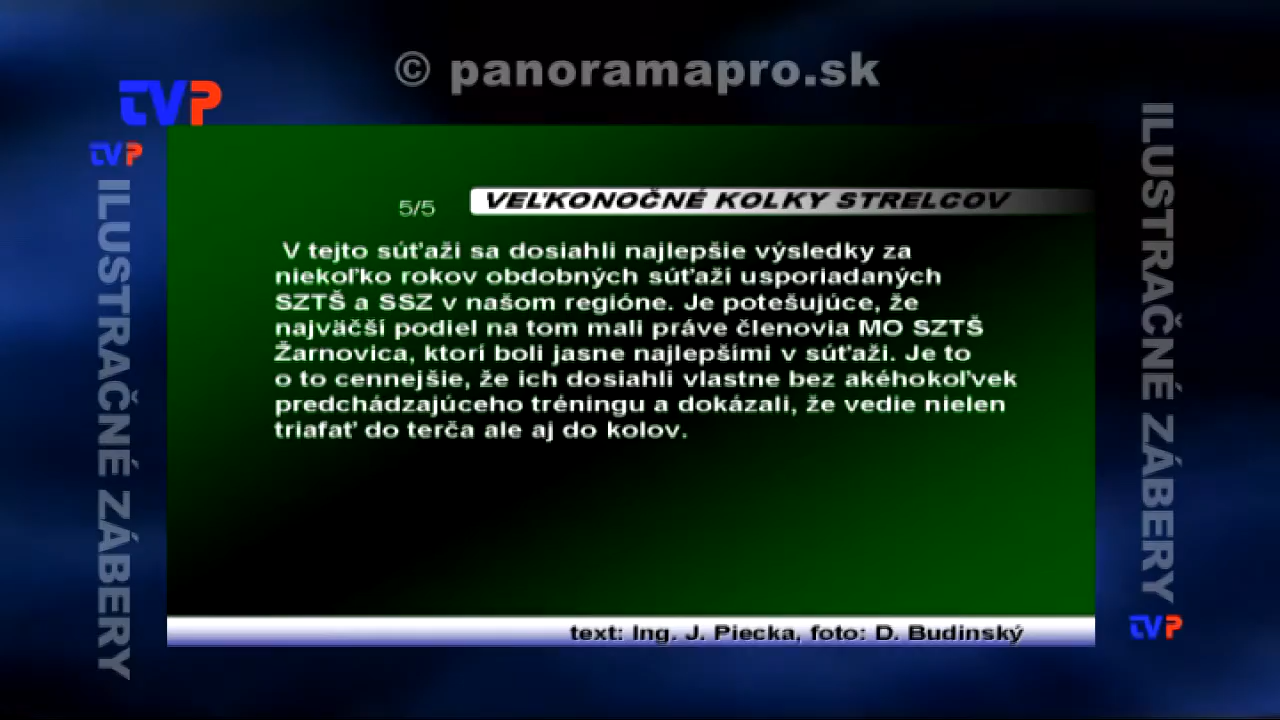 © panoramapro.sk
TVP
TVP
ILUSTRAČNÉ ZÁBERY
5/5
VEĽKONOČNÉ KOLKY STRELCOV
V tejto súťaži sa dosiahli najlepšie výsledky za
niekoľko rokov obdobných súťaží usporiadaných
SZTŠ a SSZ v našom regióne. Je potešujúce, že
najväčší podiel na tom mali práve členovia MO SZTŠ
Žarnovica, ktorí boli jasne najlepšími v súťaži. Je to
o to cennejšie, že ich dosiahli vlastne bez akéhokoľvek
predchádzajúceho tréningu a dokázali, že vedie nielen
triafať do terča ale aj do kolov.
text: Ing. J. Piecka, foto: D. Budinský
ILUSTRAČNÉ ZÁBERY
TVP